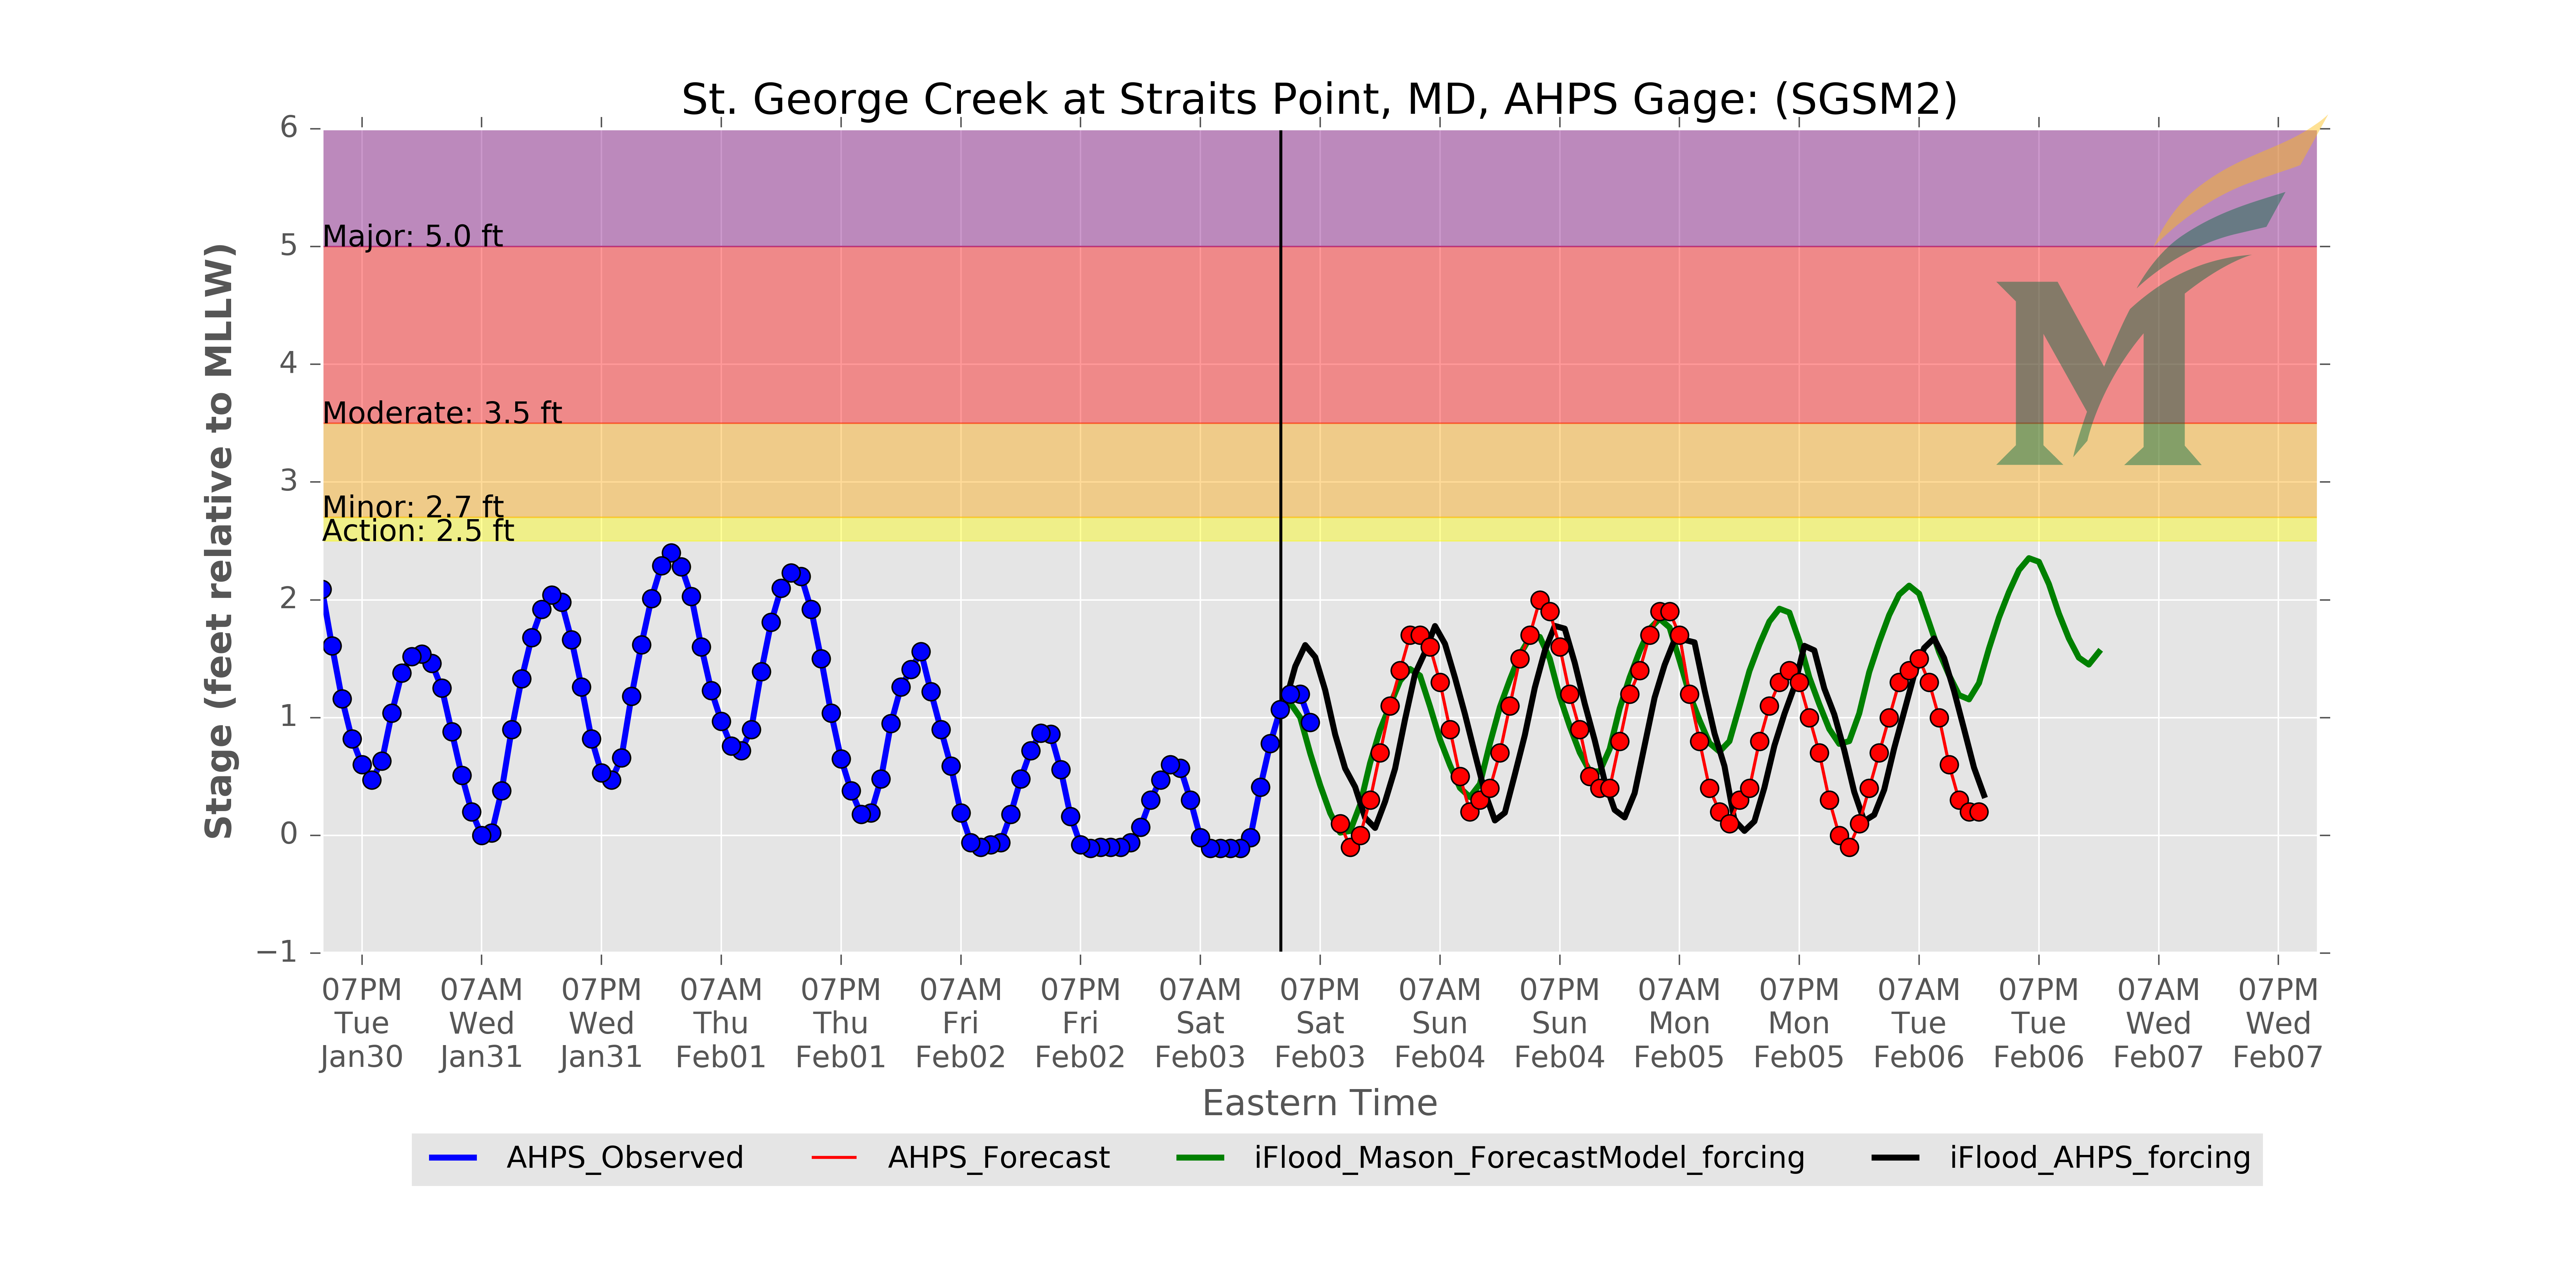 St. George Creek at Straits Point, MD, AHPS Gage: (SGSM2)
6
5
4
3
2
1
0
−1
Stage (feet relative to MLLW)
Major: 5.0 ft
Moderate: 3.5 ft
Minor: 2.7 ft
Action: 2.5 ft
M
07PM 07AM 07PM 07AM 07PM 07AM 07PM 07AM 07PM 07AM 07PM 07AM 07PM 07AM 07PM 07AM 07PM
Tue Wed Wed Thu Thu Fri Fri Sat Sat Sun Sun Mon Mon Tue Tue Wed Wed
Jan30 Jan31 Jan31 Feb01 Feb01 Feb02 Feb02 Feb03 Feb03 Feb04 Feb04 Feb05 Feb05 Feb06 Feb06 Feb07 Feb07
Eastern Time
AHPS_Observed AHPS_Forecast iFlood_Mason_ForecastModel_forcing iFlood_AHPS_forcing